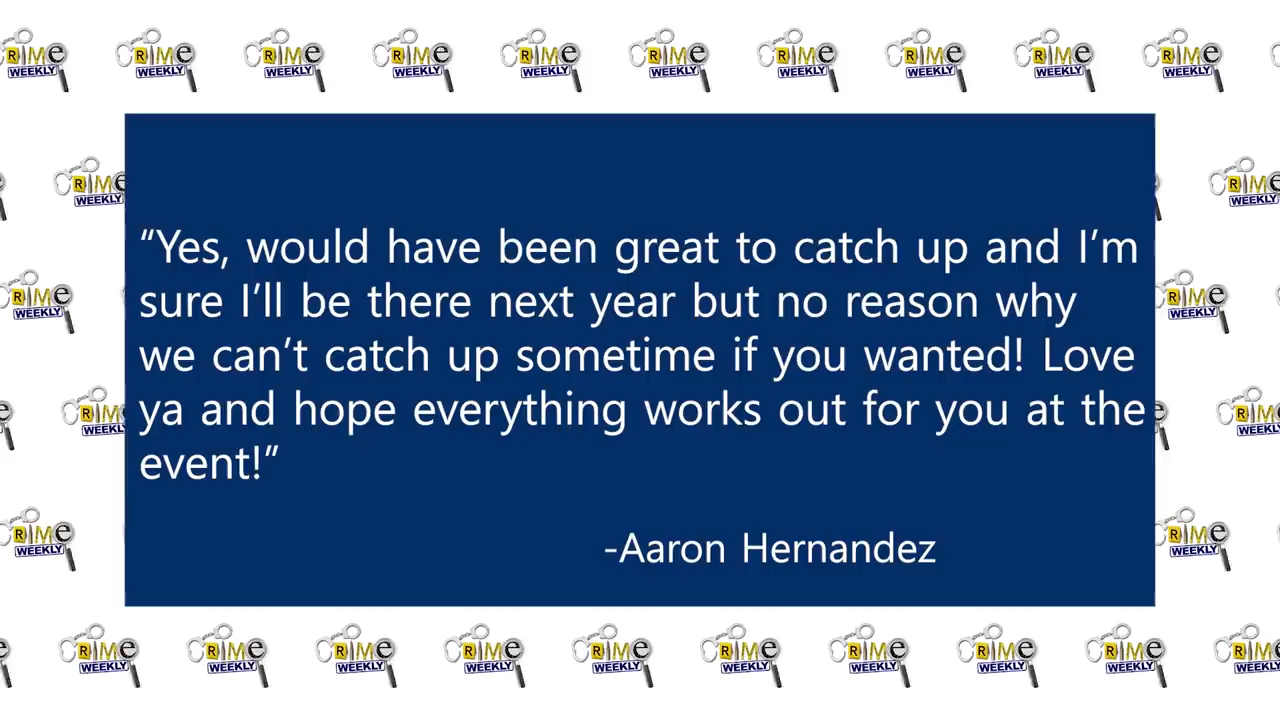 “Yes, would have been great to catch up and I’m
sure I’ll be there next year but no reason why
we can’t catch up sometime if you wanted! Love
ya and hope everything works out for you at the
event!”
-Aaron Hernandez
CRIMe
WEEKLY